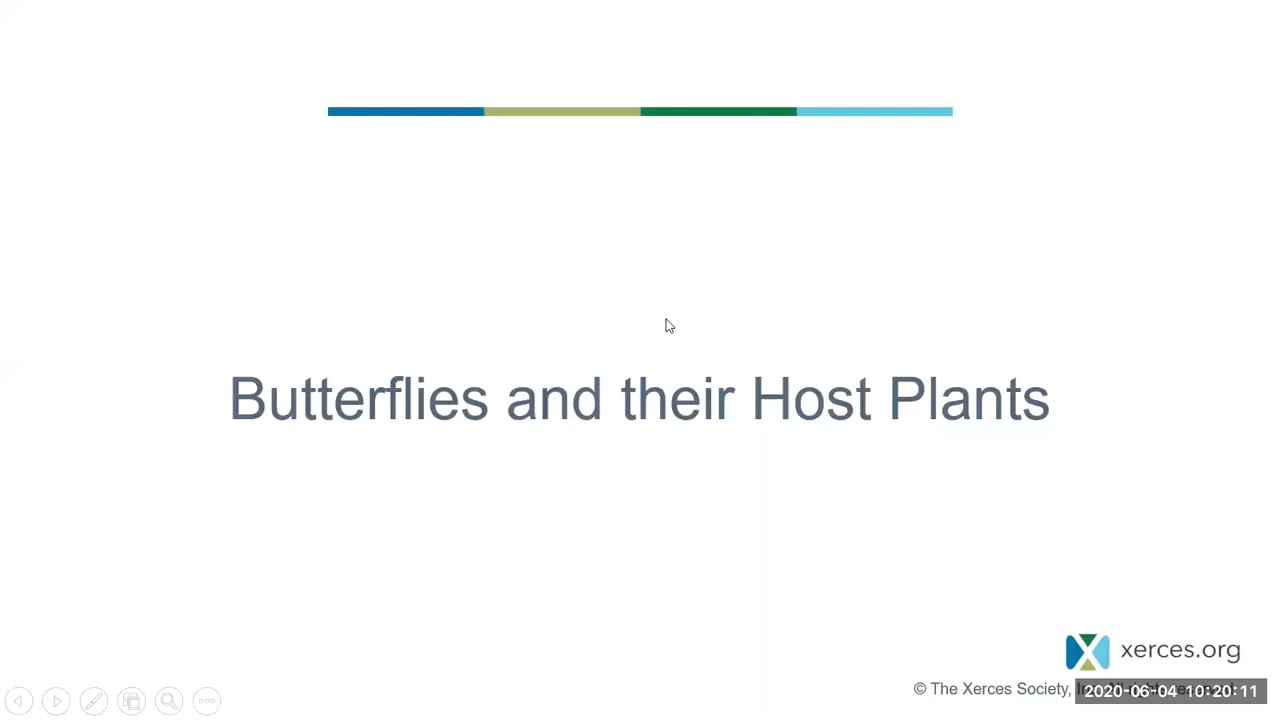 Butterflies and their Host Plants
xerces.org
© The Xerces Society,
2020-06-04 10:20:11